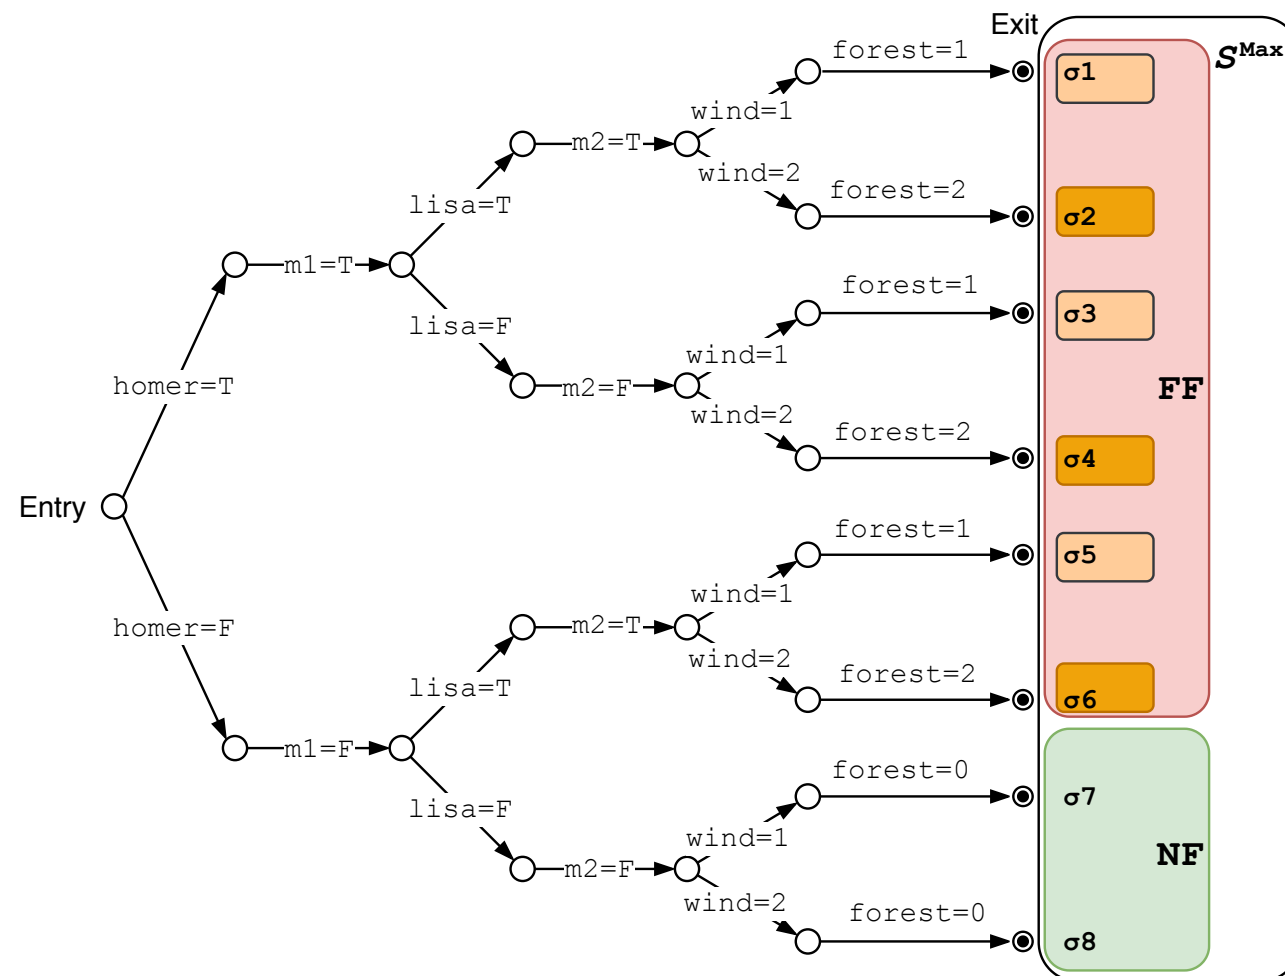 Exit
S^Max
forest=1
σ1
wind=1
m2=T
wind=2
forest=2
σ2
lisa=T
m1=T
forest=1
σ3
lisa=F
wind=1
homer=T
m2=F
FF
wind=2
forest=2
σ4
Entry
forest=1
σ5
wind=1
homer=F
m2=T
wind=2
forest=2
σ6
lisa=T
m1=F
forest=0
σ7
lisa=F
wind=1
NF
m2=F
wind=2
forest=0
σ8